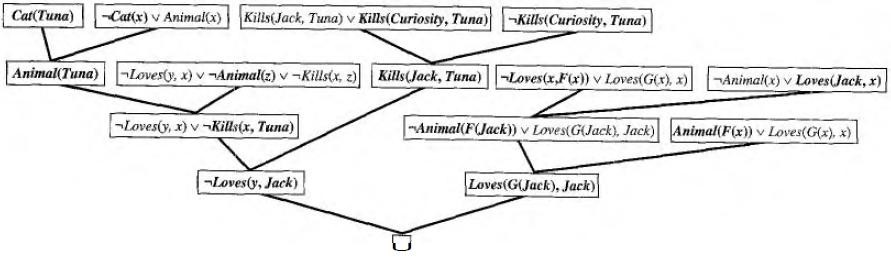 Cat(Tuna) ¬Cat(x) ∨ Animal(x) Kills(Jack, Tuna) ∨ Kills(Curiosity, Tuna) ¬Kills(Curiosity, Tuna)
Animal(Tuna) ¬Loves(y, x) ∨ ¬Animal(z) ∨ ¬Kills(x, z) Kills(Jack, Tuna) ¬Loves(x,F(x)) ∨ Loves(G(x), x) ¬Animal(x) ∨ Loves(Jack, x)
¬Loves(y, x) ∨ ¬Kills(x, Tuna) ¬Animal(F(Jack)) ∨ Loves(G(Jack), Jack) Animal(F(x)) ∨ Loves(G(x), x)
¬Loves(y, Jack) Loves(G(Jack), Jack)